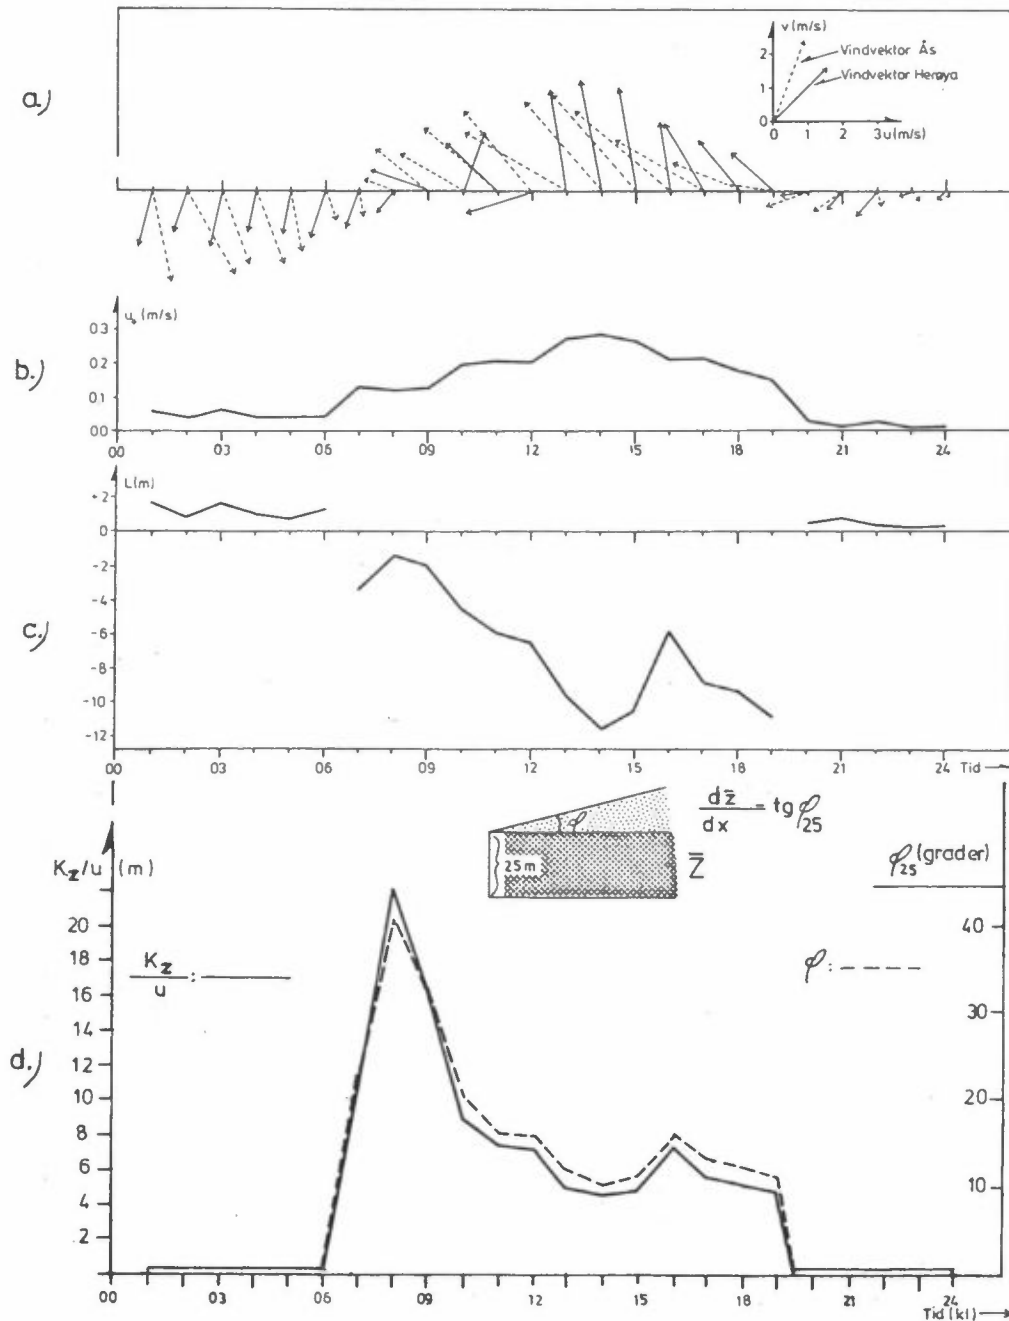 a.)
v(m/s)
2
1
0
0 1 2 3 u(m/s)
Vindvektor Ås
Vindvektor Herøya
b.)
u* (m/s)
0.3
0.2
0.1
0.0
00 03 06 09 12 15 18 21 24
c.)
L(m)
+2
0
-2
-4
-6
-8
-10
-12
00 03 06 09 12 15 18 21 24 Tid
d.)
Kz/u (m)
20
18
16
14
12
10
8
6
4
2
Kz/u :
25 m
φ
dz̄/dx = tg φ25
Z̄
φ25 (grader)
40
30
20
10
φ:
00 03 06 09 12 15 18 21 24
Tid (kl)